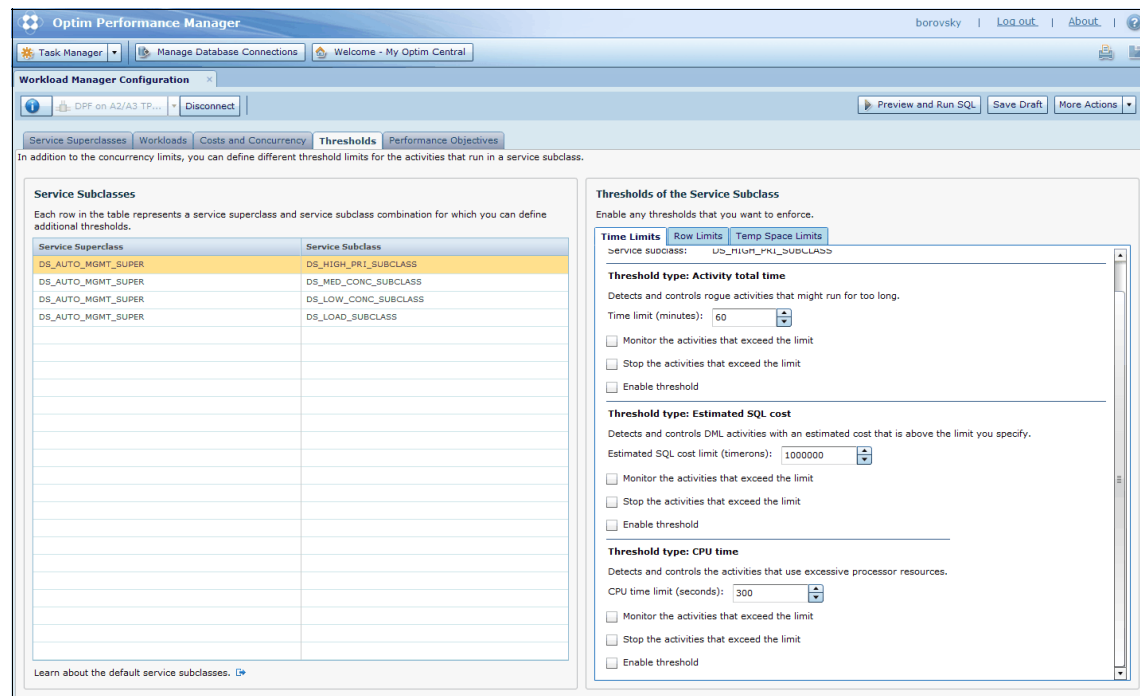 Optim Performance Manager
borovsky | Log out | About | ?
Task Manager
Manage Database Connections
Welcome - My Optim Central
Workload Manager Configuration ×
DPF on A2/A3 TP...
Disconnect
Preview and Run SQL
Save Draft
More Actions
Service Superclasses
Workloads
Costs and Concurrency
Thresholds
Performance Objectives
In addition to the concurrency limits, you can define different threshold limits for the activities that run in a service subclass.
Service Subclasses
Each row in the table represents a service superclass and service subclass combination for which you can define
additional thresholds.
Service Superclass Service Subclass
DS_AUTO_MGMT_SUPER DS_HIGH_PRI_SUBCLASS
DS_AUTO_MGMT_SUPER DS_MED_CONC_SUBCLASS
DS_AUTO_MGMT_SUPER DS_LOW_CONC_SUBCLASS
DS_AUTO_MGMT_SUPER DS_LOAD_SUBCLASS
Learn about the default service subclasses.
Thresholds of the Service Subclass
Enable any thresholds that you want to enforce.
Time Limits
Row Limits
Temp Space Limits
Service subclass: DS_HIGH_PRI_SUBCLASS
Threshold type: Activity total time
Detects and controls rogue activities that might run for too long.
Time limit (minutes): 60
Monitor the activities that exceed the limit
Stop the activities that exceed the limit
Enable threshold
Threshold type: Estimated SQL cost
Detects and controls DML activities with an estimated cost that is above the limit you specify.
Estimated SQL cost limit (timerons): 1000000
Monitor the activities that exceed the limit
Stop the activities that exceed the limit
Enable threshold
Threshold type: CPU time
Detects and controls the activities that use excessive processor resources.
CPU time limit (seconds): 300
Monitor the activities that exceed the limit
Stop the activities that exceed the limit
Enable threshold